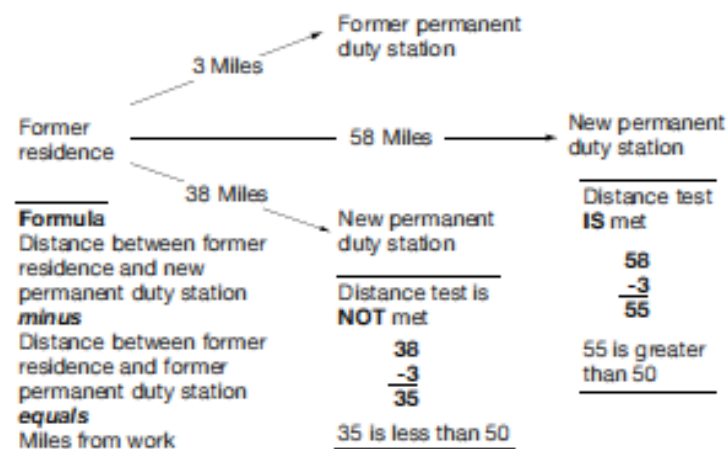 Former permanent
duty station
3 Miles
Former
residence
58 Miles
New permanent
duty station
38 Miles
Formula
Distance between former
residence and new
permanent duty station
minus
Distance between former
residence and former
permanent duty station
equals
Miles from work
New permanent
duty station
Distance test is
NOT met
38
-3
35
35 is less than 50
Distance test
IS met
58
-3
55
55 is greater
than 50